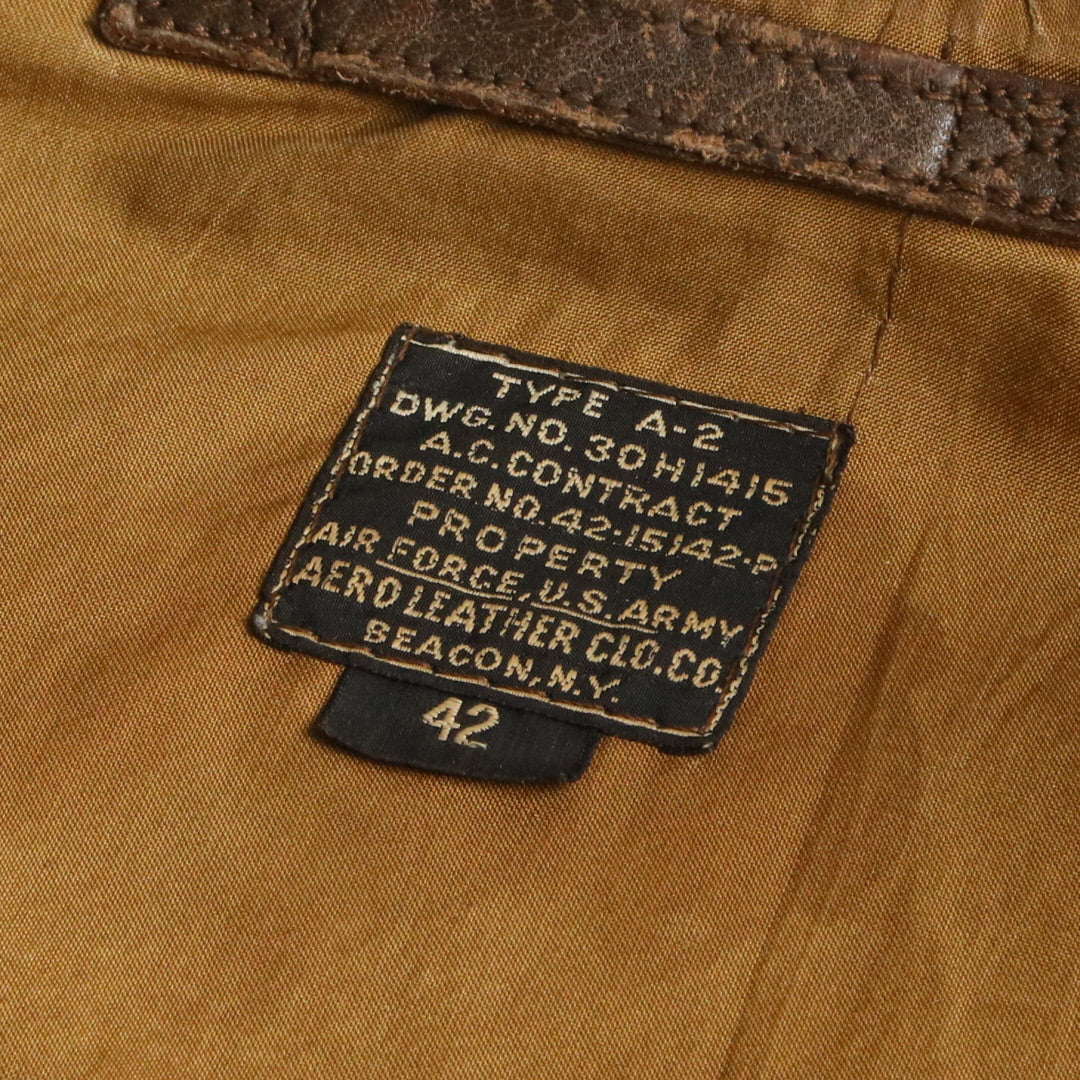 TYPE A-2
DWG. NO. 30H1415
A.C. CONTRACT
ORDER NO. 42-15142-P
PROPERTY
AIR FORCE, U.S. ARMY
AERO LEATHER CLO. CO.
BEACON, N.Y.
42